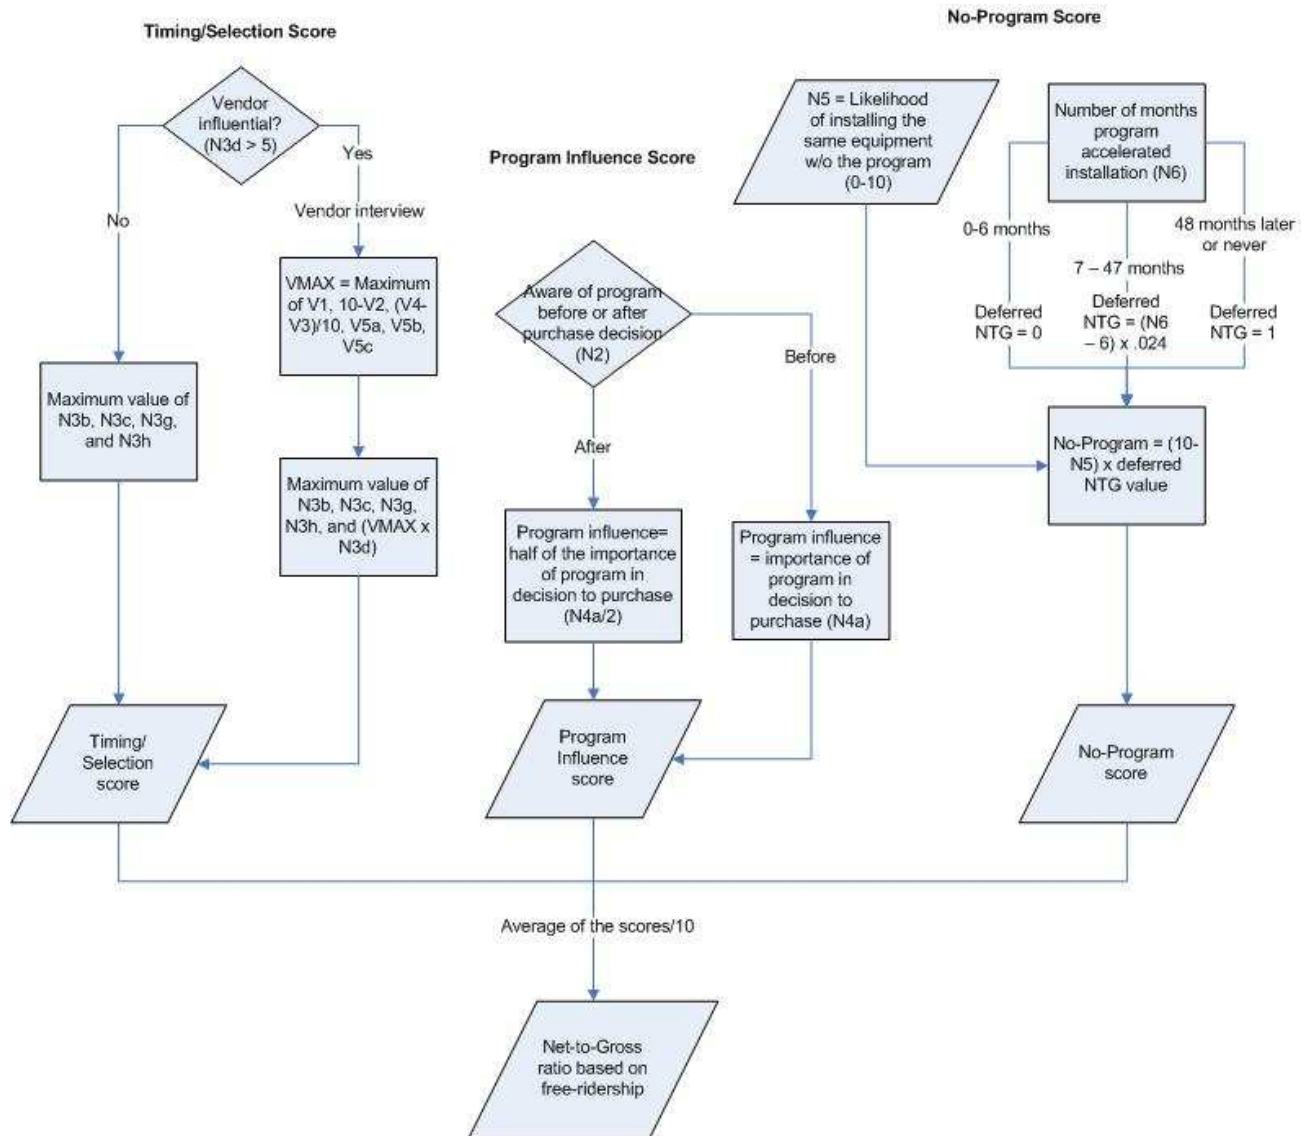 Timing/Selection Score
Vendor
influential?
(N3d > 5)
Yes
No
Vendor interview
VMAX = Maximum
of V1, 10-V2, (V4-
V3)/10, V5a, V5b,
V5c
Maximum value of
N3b, N3c, N3g,
and N3h
Maximum value of
N3b, N3c, N3g,
N3h, and (VMAX x
N3d)
Timing/
Selection
score
Program Influence Score
Aware of program
before or after
purchase decision
(N2)
Before
After
Program influence=
half of the importance
of program in
decision to purchase
(N4a/2)
Program influence
= importance of
program in
decision to
purchase (N4a)
Program
Influence
score
No-Program Score
N5 = Likelihood
of installing the
same equipment
w/o the program
(0-10)
Number of months
program
accelerated
installation (N6)
0-6 months
7 – 47 months
48 months later
or never
Deferred
NTG = 0
Deferred
NTG = (N6
– 6) x .024
Deferred
NTG = 1
No-Program = (10-
N5) x deferred
NTG value
No-Program
score
Average of the scores/10
Net-to-Gross
ratio based on
free-ridership